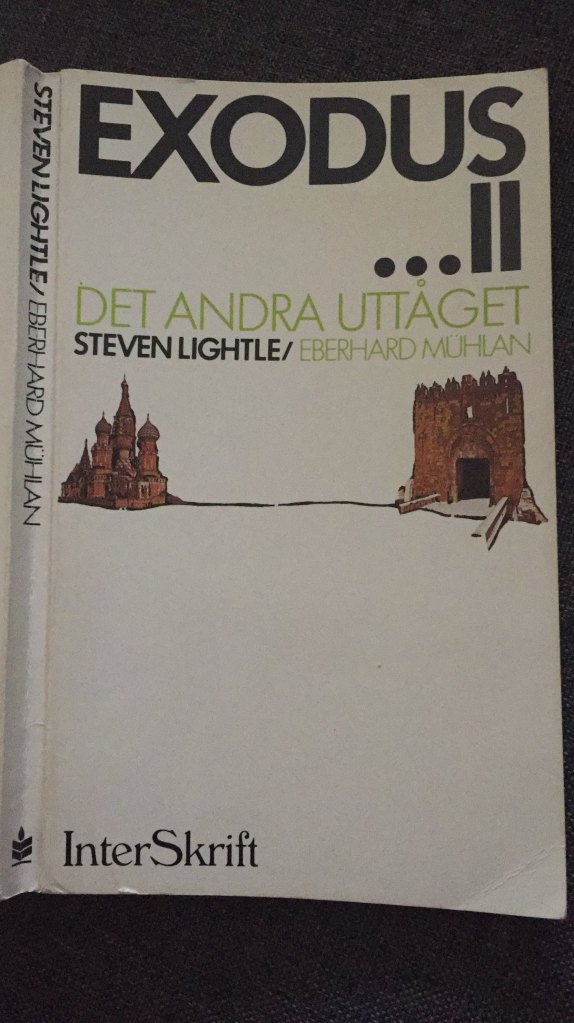 EXODUS
...II
DET ANDRA UTTÅGET
STEVEN LIGHTLE/ EBERHARD MÜHLAN
InterSkrift
STEVEN LIGHTLE/ EBERHARD MÜHLAN